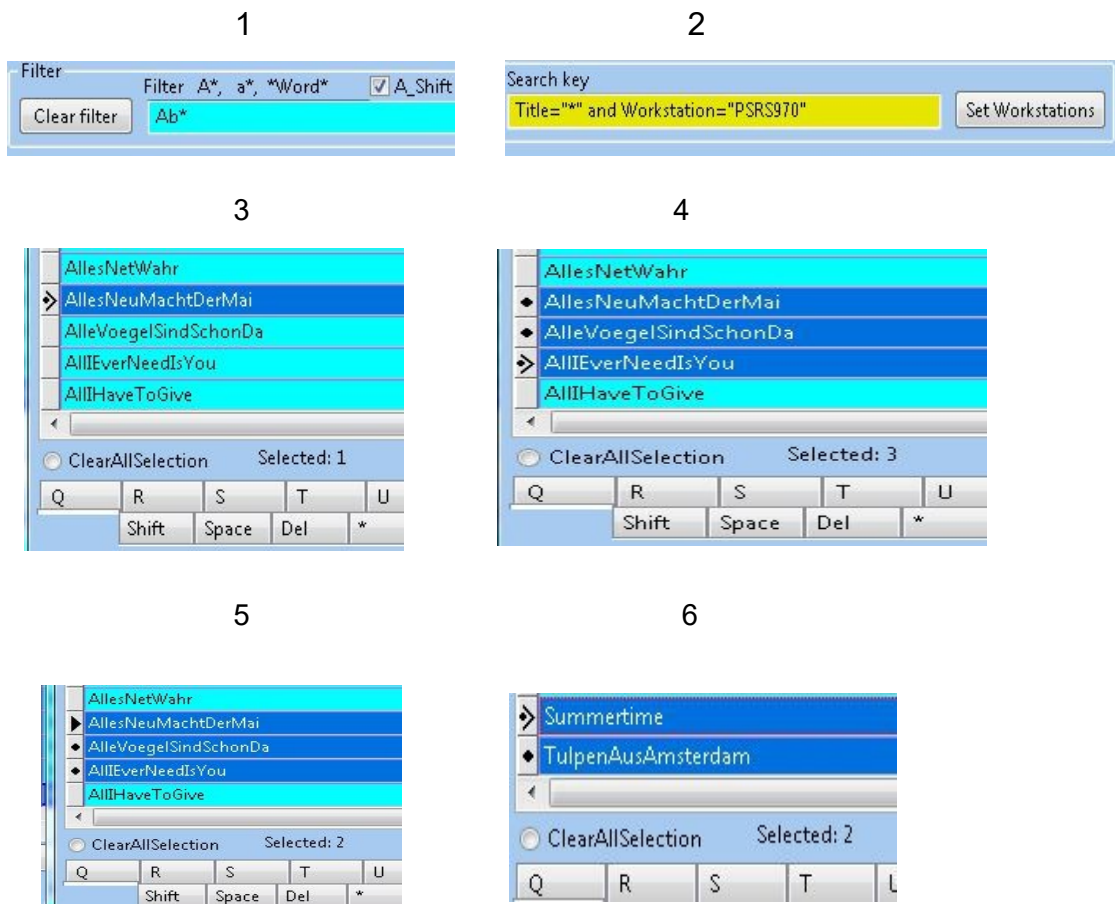 1
2
Filter
Filter A*, a*, *Word* A_Shift
Clear filter Ab*
Search key
Title="*" and Workstation="PSRS970" Set Workstations
3
4
AllesNetWahr
AllesNeuMachtDerMai
AlleVoegelSindSchonDa
AllIEverNeedIsYou
AllIHaveToGive
ClearAllSelection Selected: 1
Q R S T U
Shift Space Del *
AllesNetWahr
AllesNeuMachtDerMai
AlleVoegelSindSchonDa
AllIEverNeedIsYou
AllIHaveToGive
ClearAllSelection Selected: 3
Q R S T U
Shift Space Del *
5
6
AllesNetWahr
AllesNeuMachtDerMai
AlleVoegelSindSchonDa
AllIEverNeedIsYou
AllIHaveToGive
ClearAllSelection Selected: 2
Q R S T U
Shift Space Del *
Summertime
TulpenAusAmsterdam
ClearAllSelection Selected: 2
Q R S T